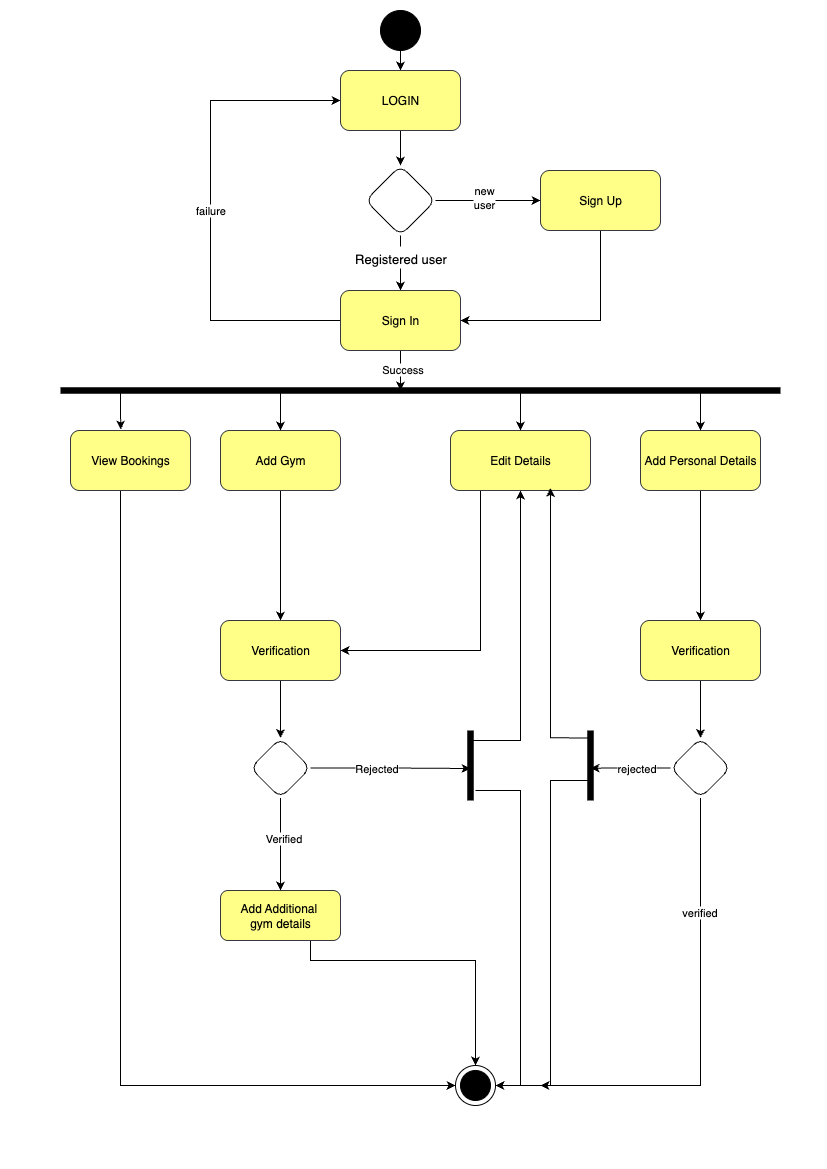 LOGIN
new
user
Sign Up
failure
Registered user
Sign In
Success
View Bookings
Add Gym
Edit Details
Add Personal Details
Verification
Verification
Rejected
rejected
Verified
Add Additional
gym details
verified